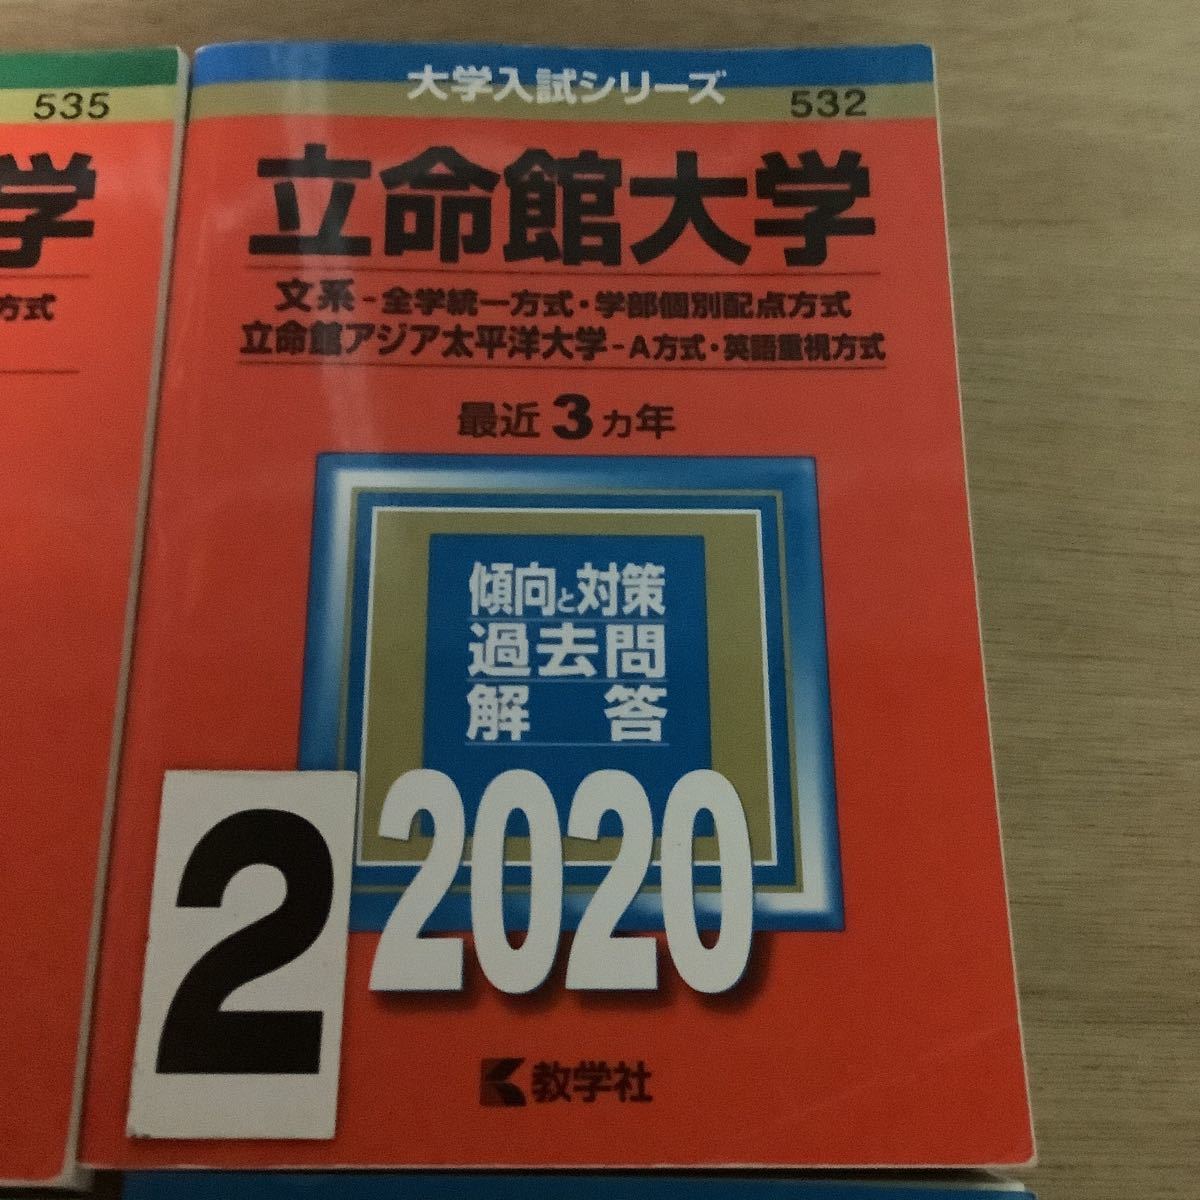 535
学
方式
大学入試シリーズ
532
立命館大学
文系-全学統一方式・学部個別配点方式
立命館アジア太平洋大学-A方式・英語重視方式
最近3ヵ年
傾向と対策
過去問
解答
2
2020
教学社